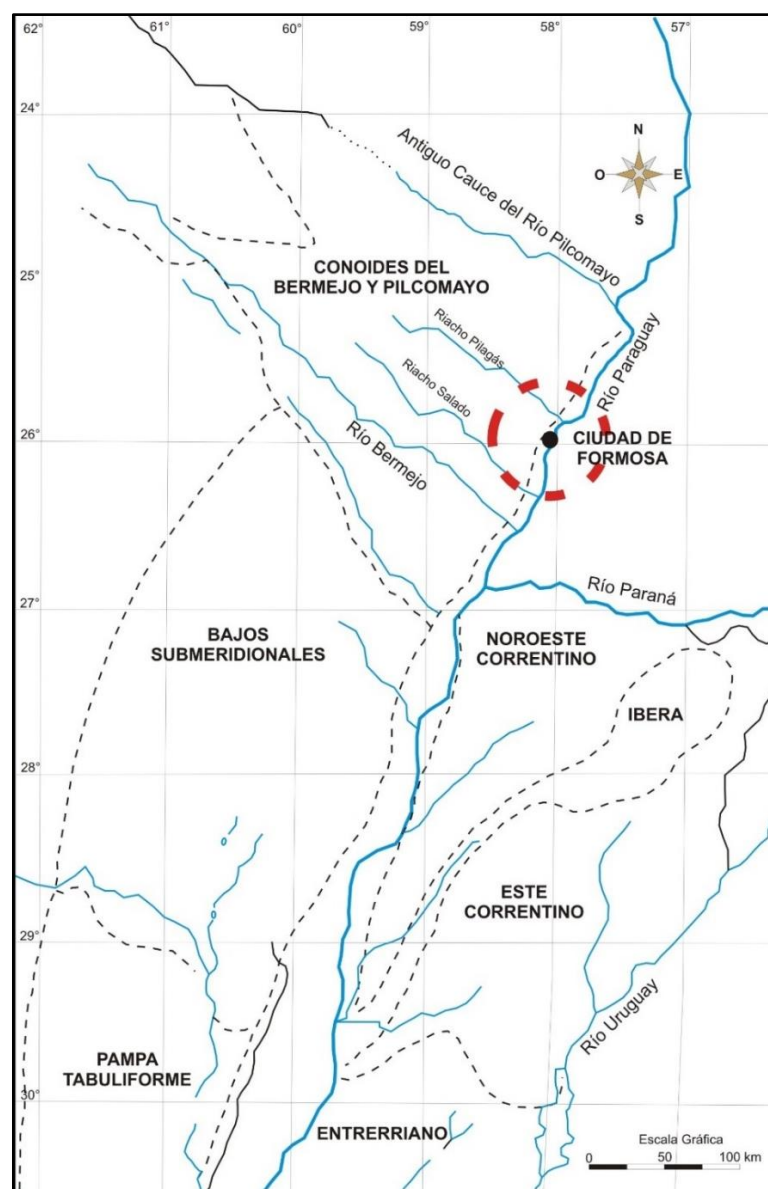 62°
61°
60°
59°
58°
57°
24°
N
O
E
S
Antiguo Cauce del Río Pilcomayo
25°
CONOIDES DEL
BERMEJO Y PILCOMAYO
Riacho Pilagás
Río Paraguay
Riacho Salado
26°
Río Bermejo
CIUDAD DE
FORMOSA
Río Paraná
27°
BAJOS
SUBMERIDIONALES
NOROESTE
CORRENTINO
IBERA
28°
ESTE
CORRENTINO
29°
Río Uruguay
PAMPA
TABULIFORME
30°
ENTRERRIANO
Escala Gráfica
0 50 100 km